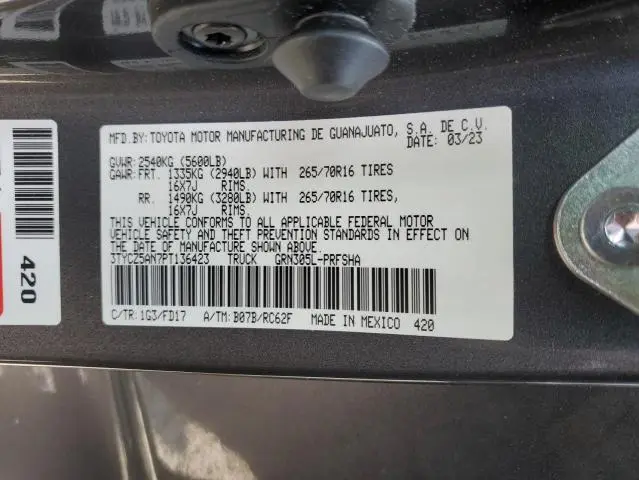 MFD.BY:TOYOTA MOTOR MANUFACTURING DE GUANAJUATO, S.A. DE C.V.
DATE: 03/23
GVWR:2540KG (5600LB)
GAWR:FRT. 1335KG (2940LB) WITH 265/70R16 TIRES
16X7J RIMS.
RR. 1490KG (3280LB) WITH 265/70R16 TIRES,
16X7J RIMS.
THIS VEHICLE CONFORMS TO ALL APPLICABLE FEDERAL MOTOR
VEHICLE SAFETY AND THEFT PREVENTION STANDARDS IN EFFECT ON
THE DATE OF MANUFACTURE SHOWN ABOVE.
3TYCZ5AN7PT136423 TRUCK GRN305L-PRFSHA
C/TR:1G3/FD17 A/TM:B07B/RC62F MADE IN MEXICO 420
420